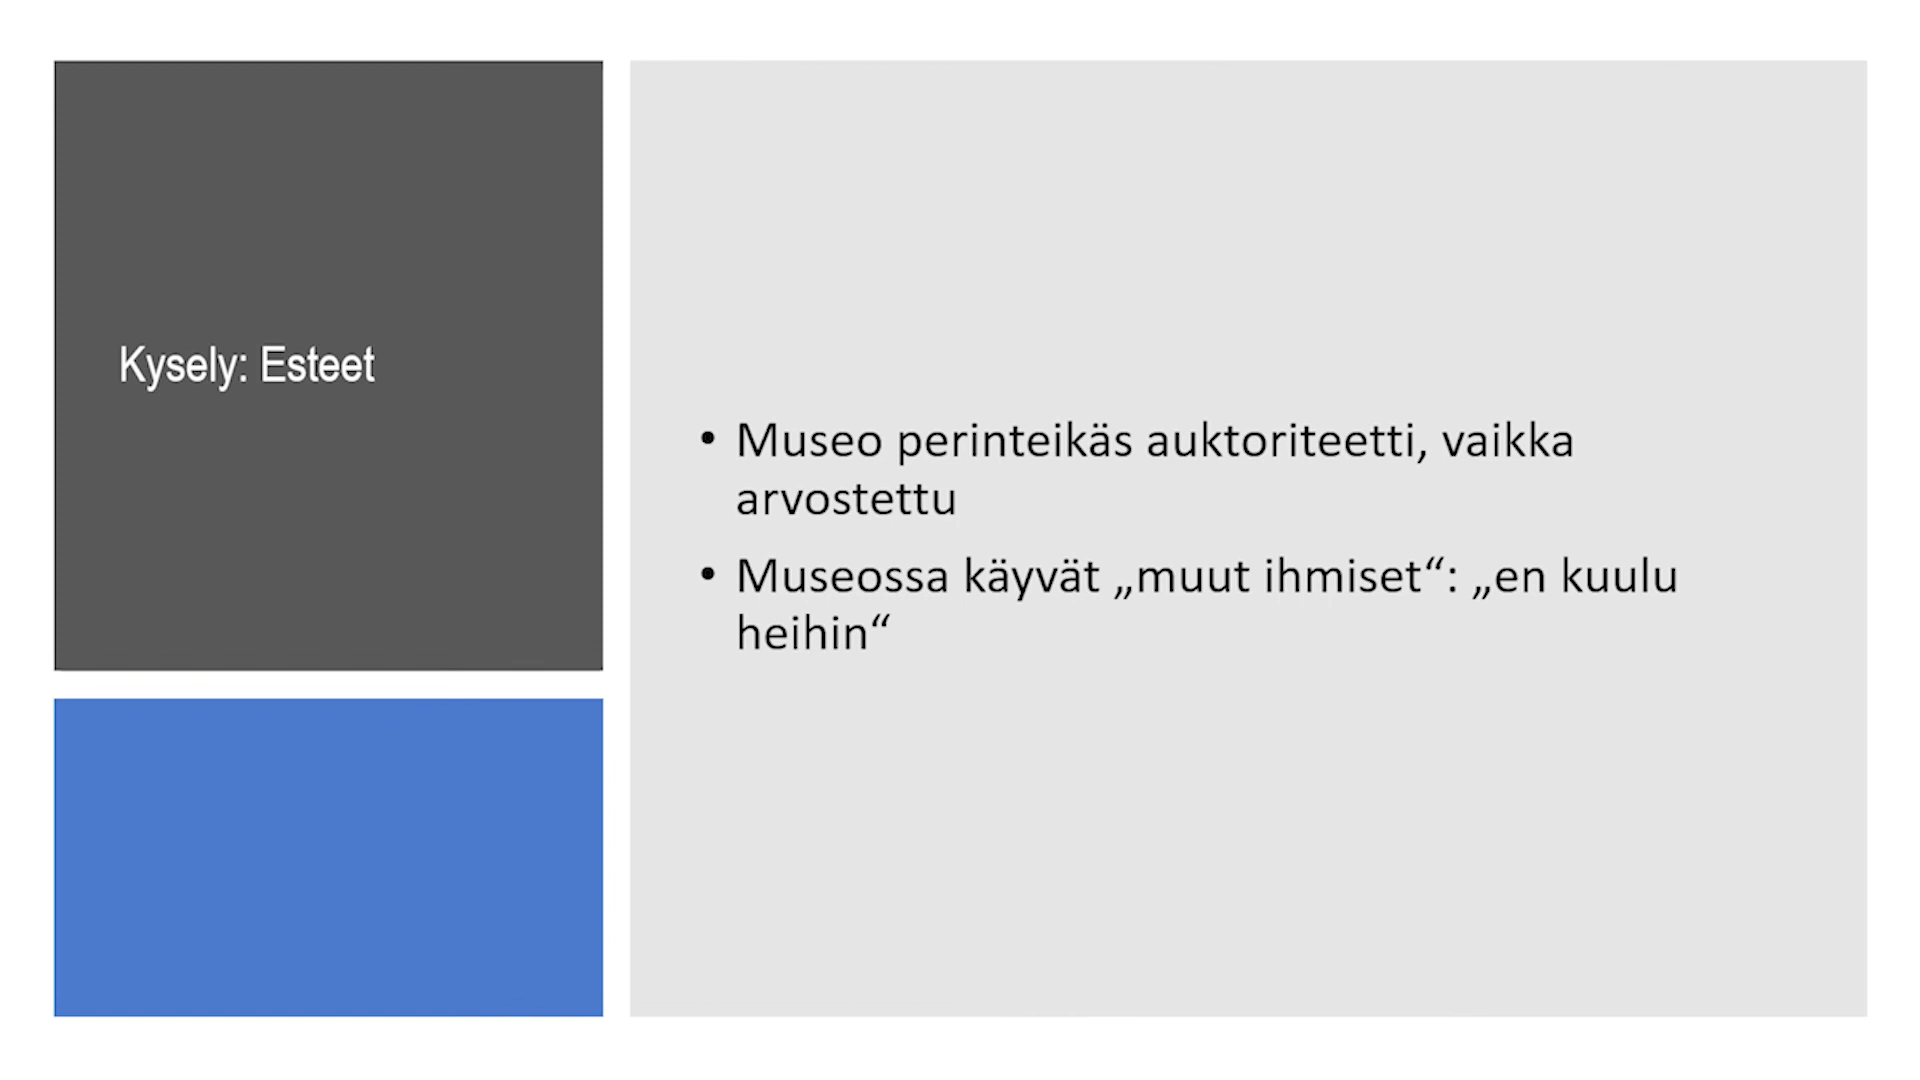 Kysely: Esteet
• Museo perinteikäs auktoriteetti, vaikka
arvostettu
• Museossa käyvät „muut ihmiset“: „en kuulu
heihin“